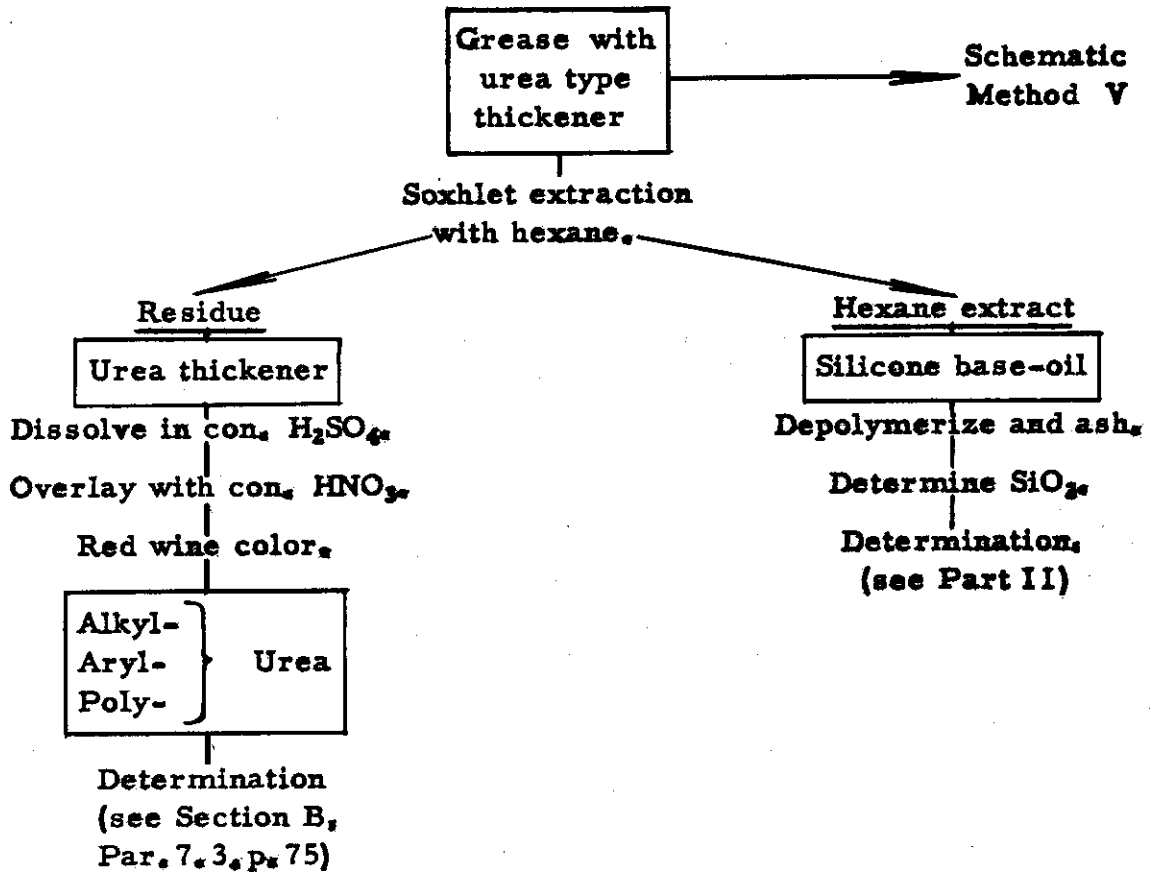 Grease with
urea type
thickener
Schematic
Method V
Soxhlet extraction
with hexane.
Residue
Urea thickener
Dissolve in con. H₂SO₄.
Overlay with con. HNO₃.
Red wine color.
Alkyl-
Aryl- Urea
Poly-
Determination
(see Section B,
Par. 7.3, p. 75)
Hexane extract
Silicone base-oil
Depolymerize and ash.
Determine SiO₂.
Determination.
(see Part II)